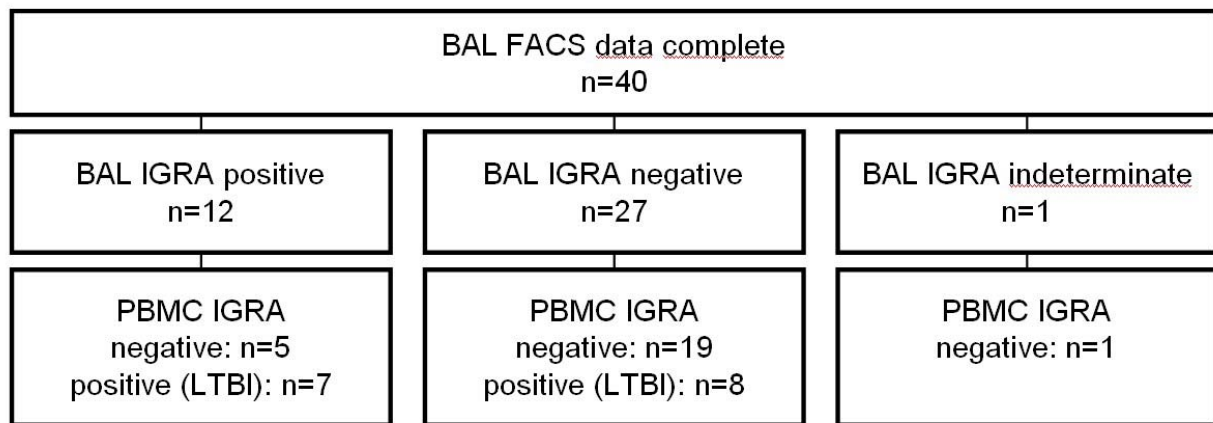 BAL FACS data complete
n=40
BAL IGRA positive
n=12
BAL IGRA negative
n=27
BAL IGRA indeterminate
n=1
PBMC IGRA
negative: n=5
positive (LTBI): n=7
PBMC IGRA
negative: n=19
positive (LTBI): n=8
PBMC IGRA
negative: n=1